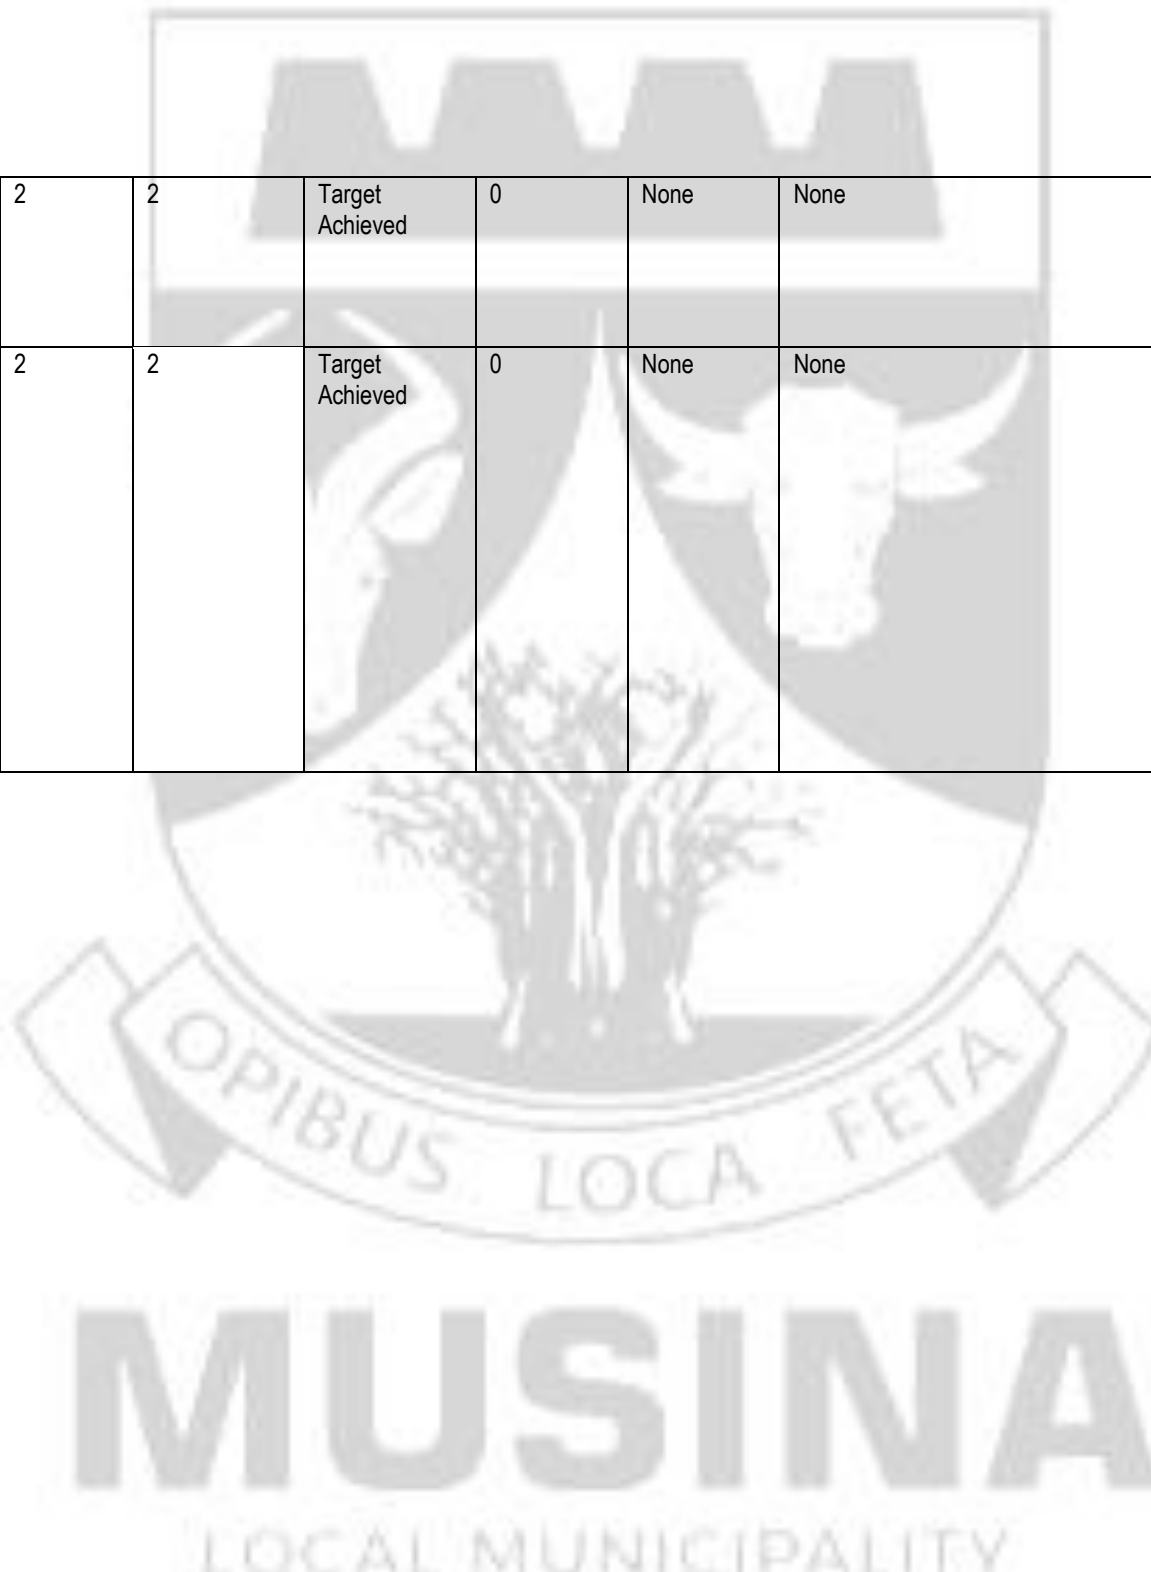 2 2 Target 0 None None
Achieved
2 2 Target 0 None None
Achieved
OPIBUS LOCA FETA
MUSINA
LOCAL MUNICIPALITY